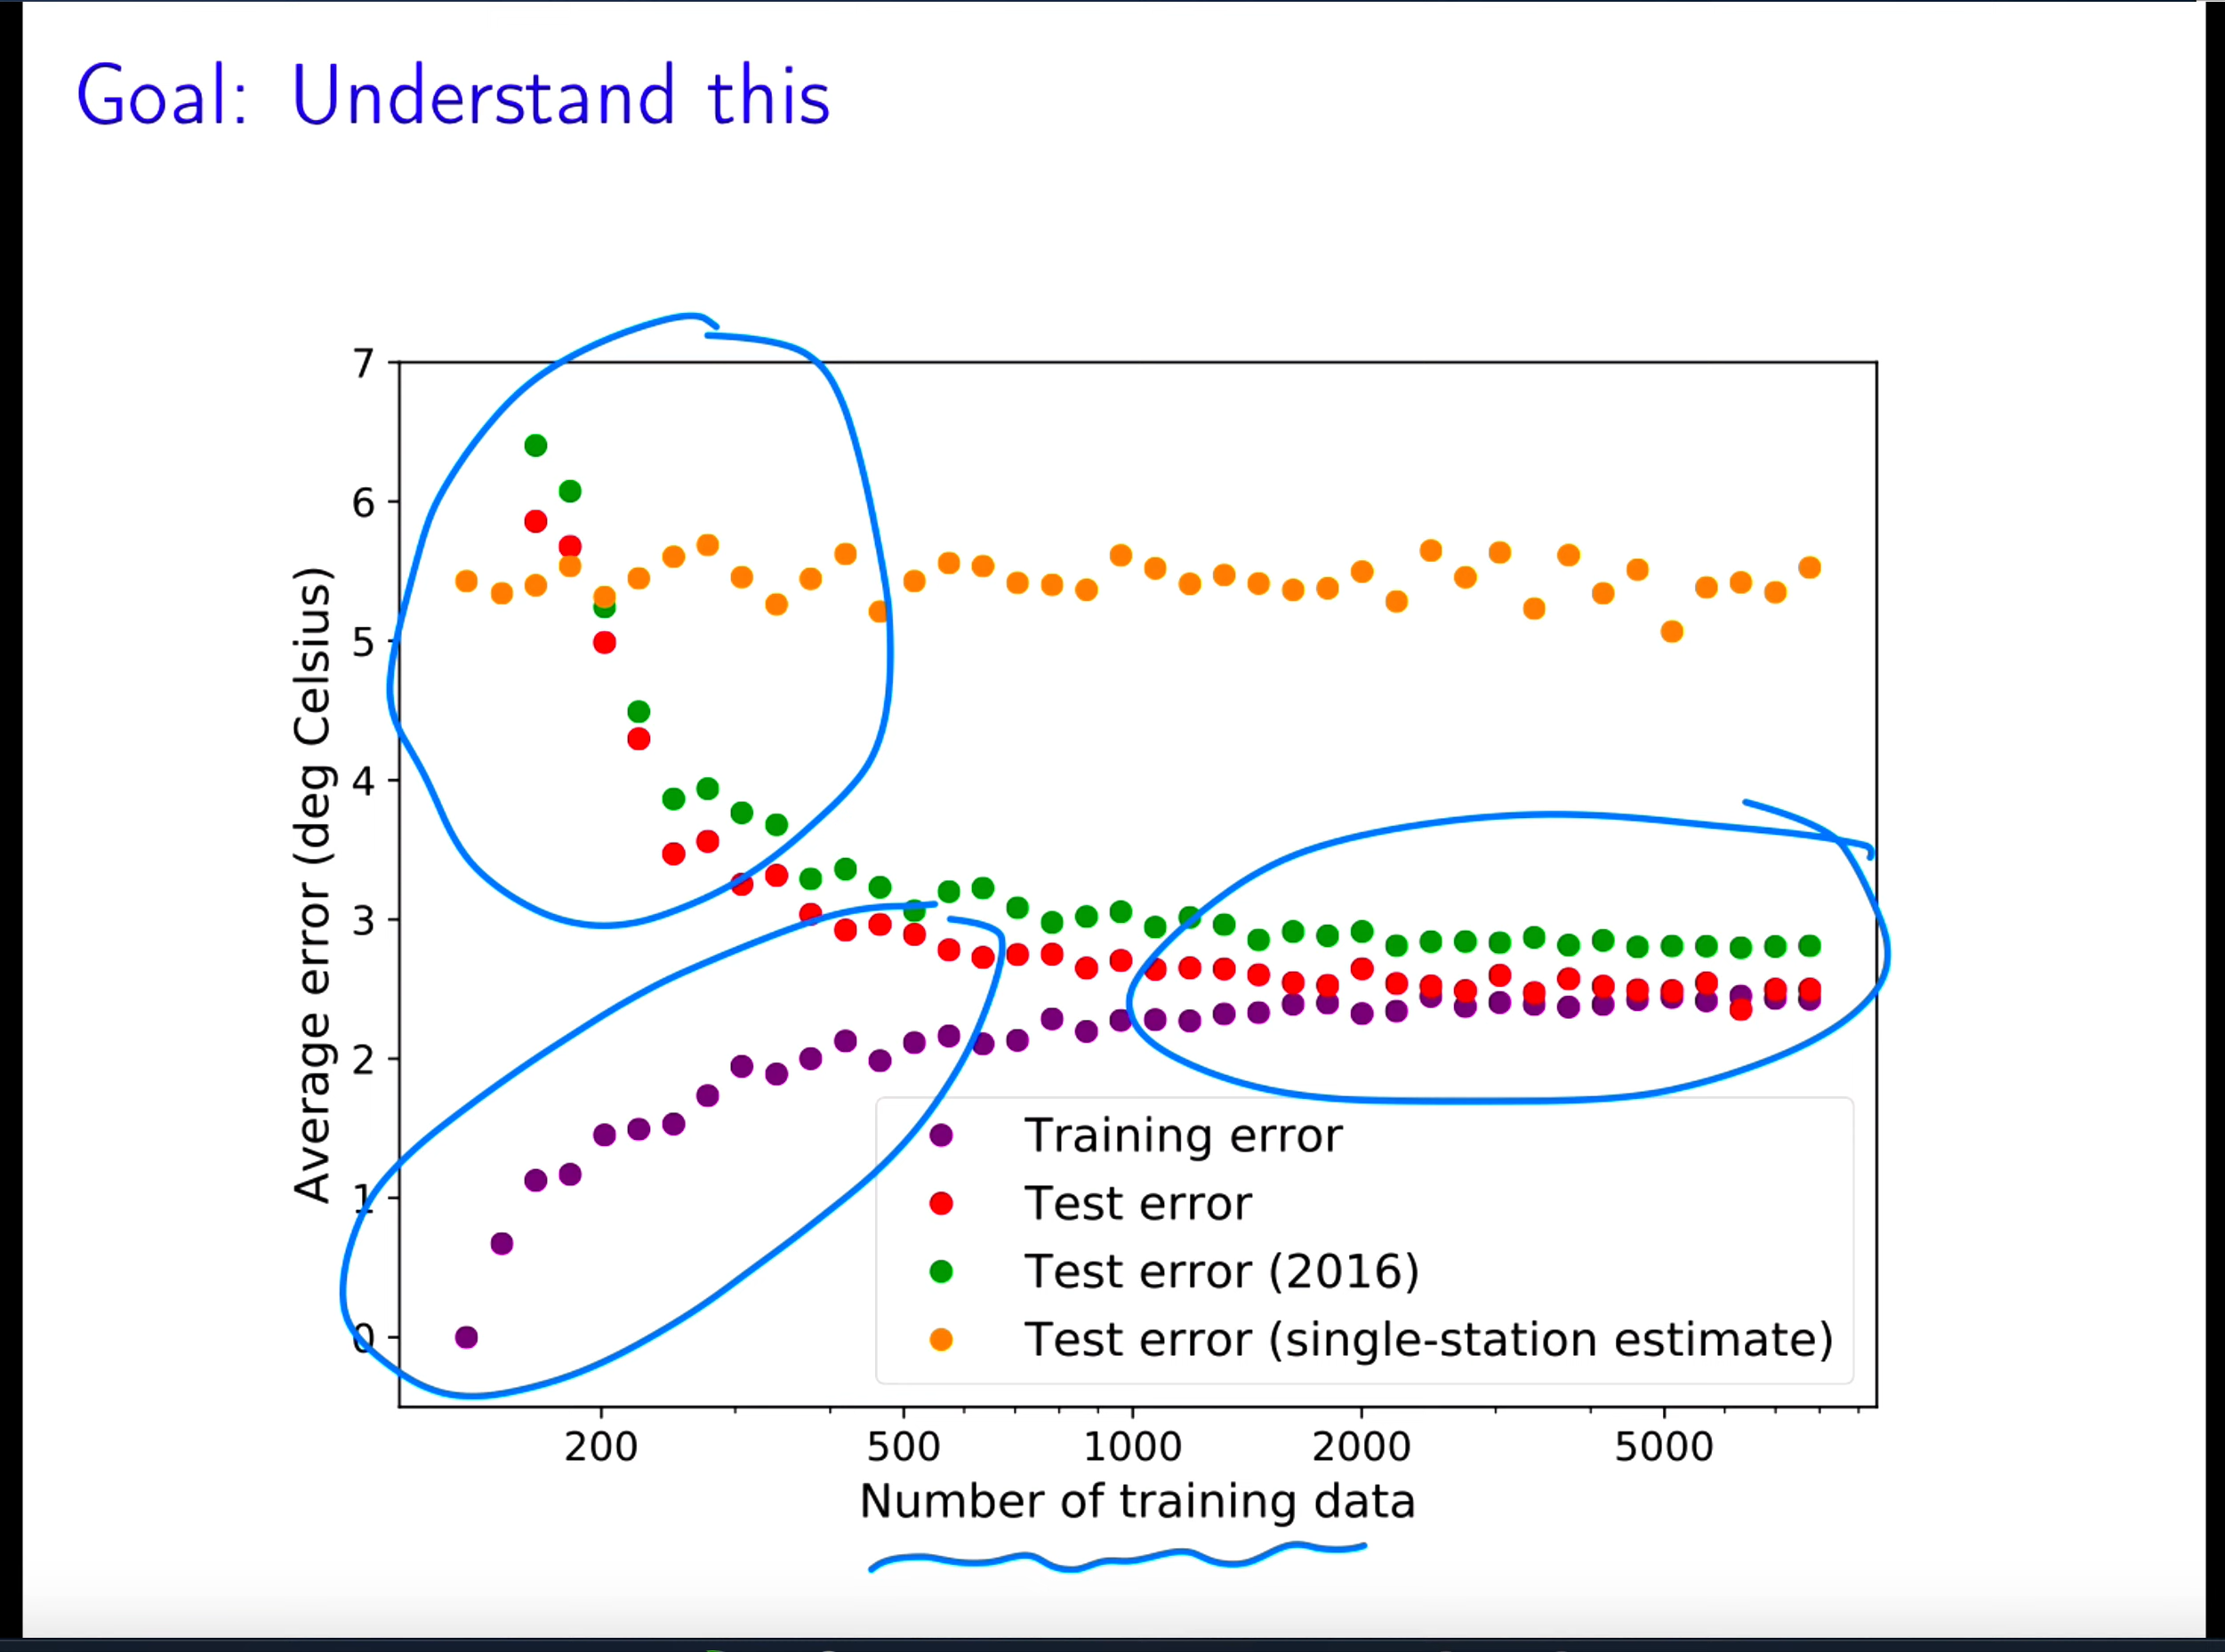 Goal: Understand this
7
6
5
4
3
2
1
0
Average error (deg Celsius)
Training error
Test error
Test error (2016)
Test error (single-station estimate)
200 500 1000 2000 5000
Number of training data